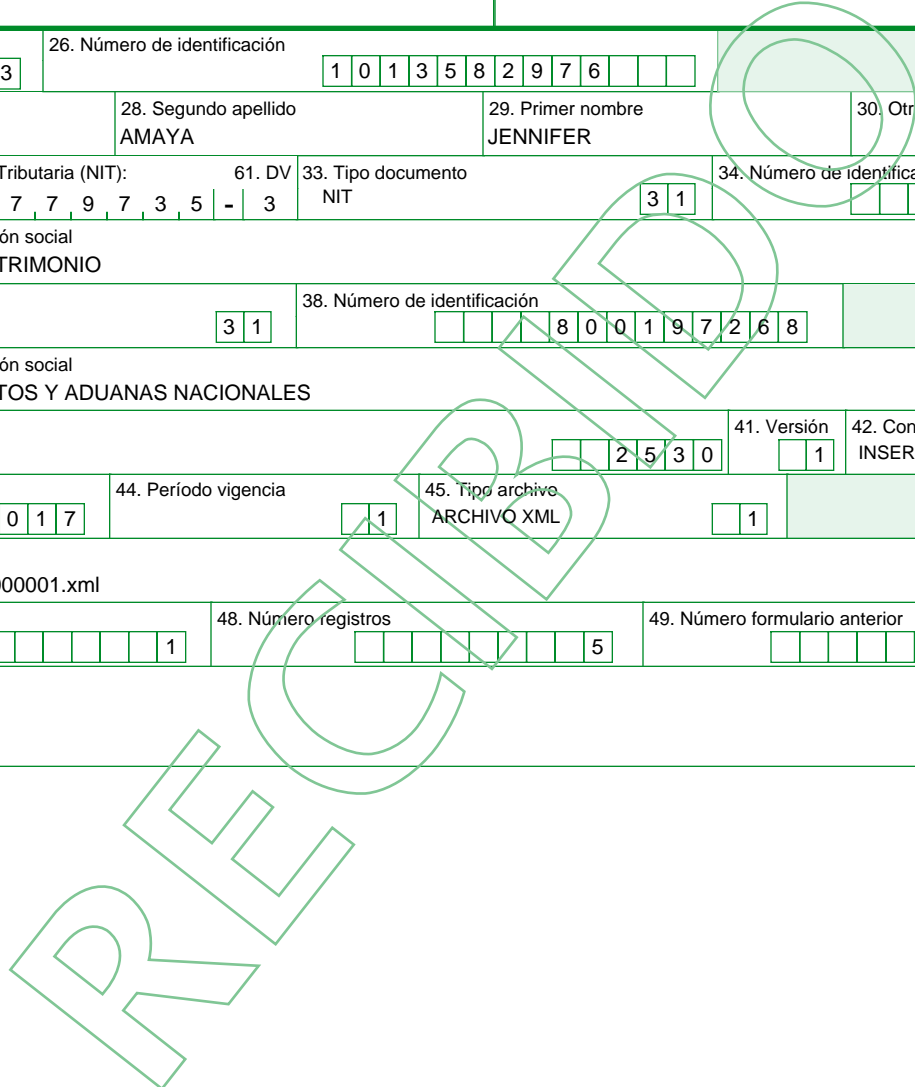 26. Número de identificación
3 1 0 1 3 5 8 2 9 7 6
28. Segundo apellido 29. Primer nombre 30. Otr
AMAYA JENNIFER
Tributaria (NIT): 61. DV 33. Tipo documento 34. Número de identifica
7 7 9 7 3 5 - 3 NIT 3 1
ón social
TRIMONIO
38. Número de identificación
3 1 8 0 0 1 9 7 2 6 8
ón social
TOS Y ADUANAS NACIONALES
41. Versión 42. Con
2 5 3 0 1 INSER
44. Período vigencia 45. Tipo archivo
0 1 7 1 ARCHIVO XML 1
000001.xml
48. Número registros 49. Número formulario anterior
1 5
RECIBIDO